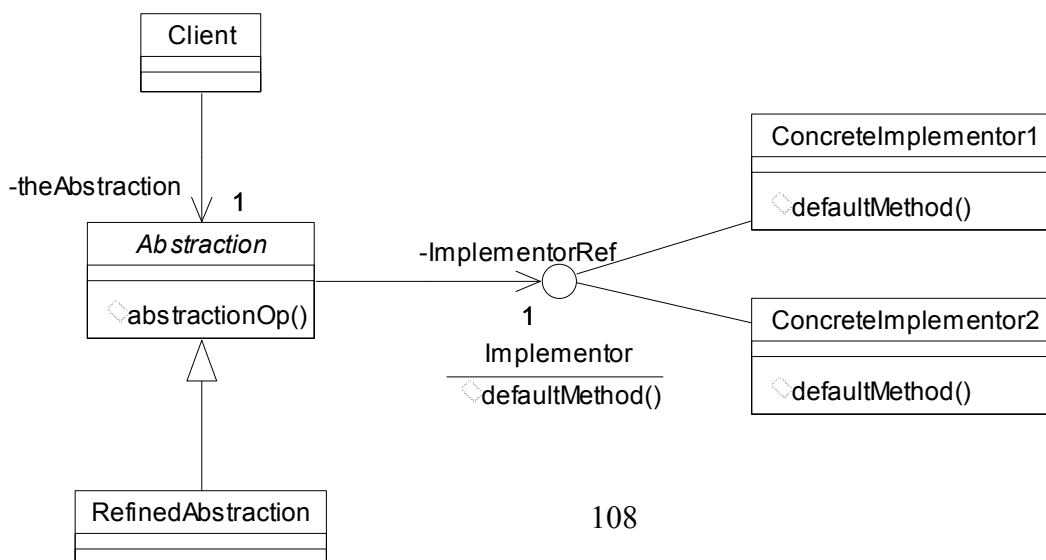 Client
-theAbstraction
1
Abstraction
abstractionOp()
-ImplementorRef
1
Implementor
defaultMethod()
ConcreteImplementor1
defaultMethod()
ConcreteImplementor2
defaultMethod()
RefinedAbstraction
108